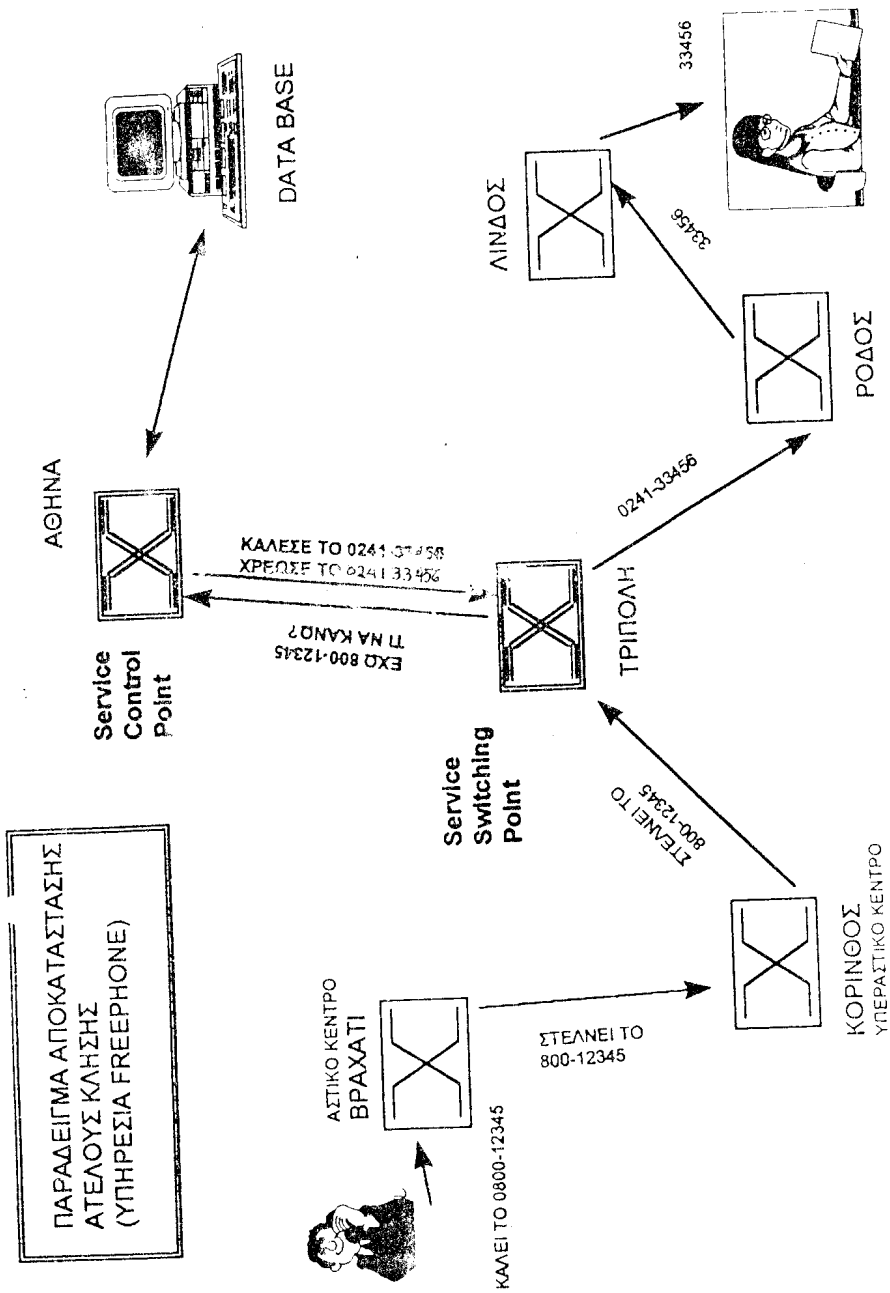 ΠΑΡΑΔΕΙΓΜΑ ΑΠΟΚΑΤΑΣΤΑΣΗΣ
ΑΤΕΛΟΥΣ ΚΛΗΣΗΣ
(ΥΠΗΡΕΣΙΑ FREEPHONE)
ΑΘΗΝΑ
Service
Control
Point
DATA BASE
ΚΑΛΕΣΕ ΤΟ 0241-33456
ΧΡΕΩΣΕ ΤΟ 0241 33456
ΕΧΩ 800-12345
ΤΙ ΝΑ ΚΑΝΩ?
Service
Switching
Point
ΤΡΙΠΟΛΗ
ΑΣΤΙΚΟ ΚΕΝΤΡΟ
ΒΡΑΧΑΤΙ
ΚΑΛΕΙ ΤΟ 0800-12345
ΣΤΕΛΝΕΙ ΤΟ
800-12345
ΚΟΡΙΝΘΟΣ
ΥΠΕΡΑΣΤΙΚΟ ΚΕΝΤΡΟ
ΣΤΕΛΝΕΙ ΤΟ
800-12345
0241-33456
ΡΟΔΟΣ
33456
ΛΙΝΔΟΣ
33456